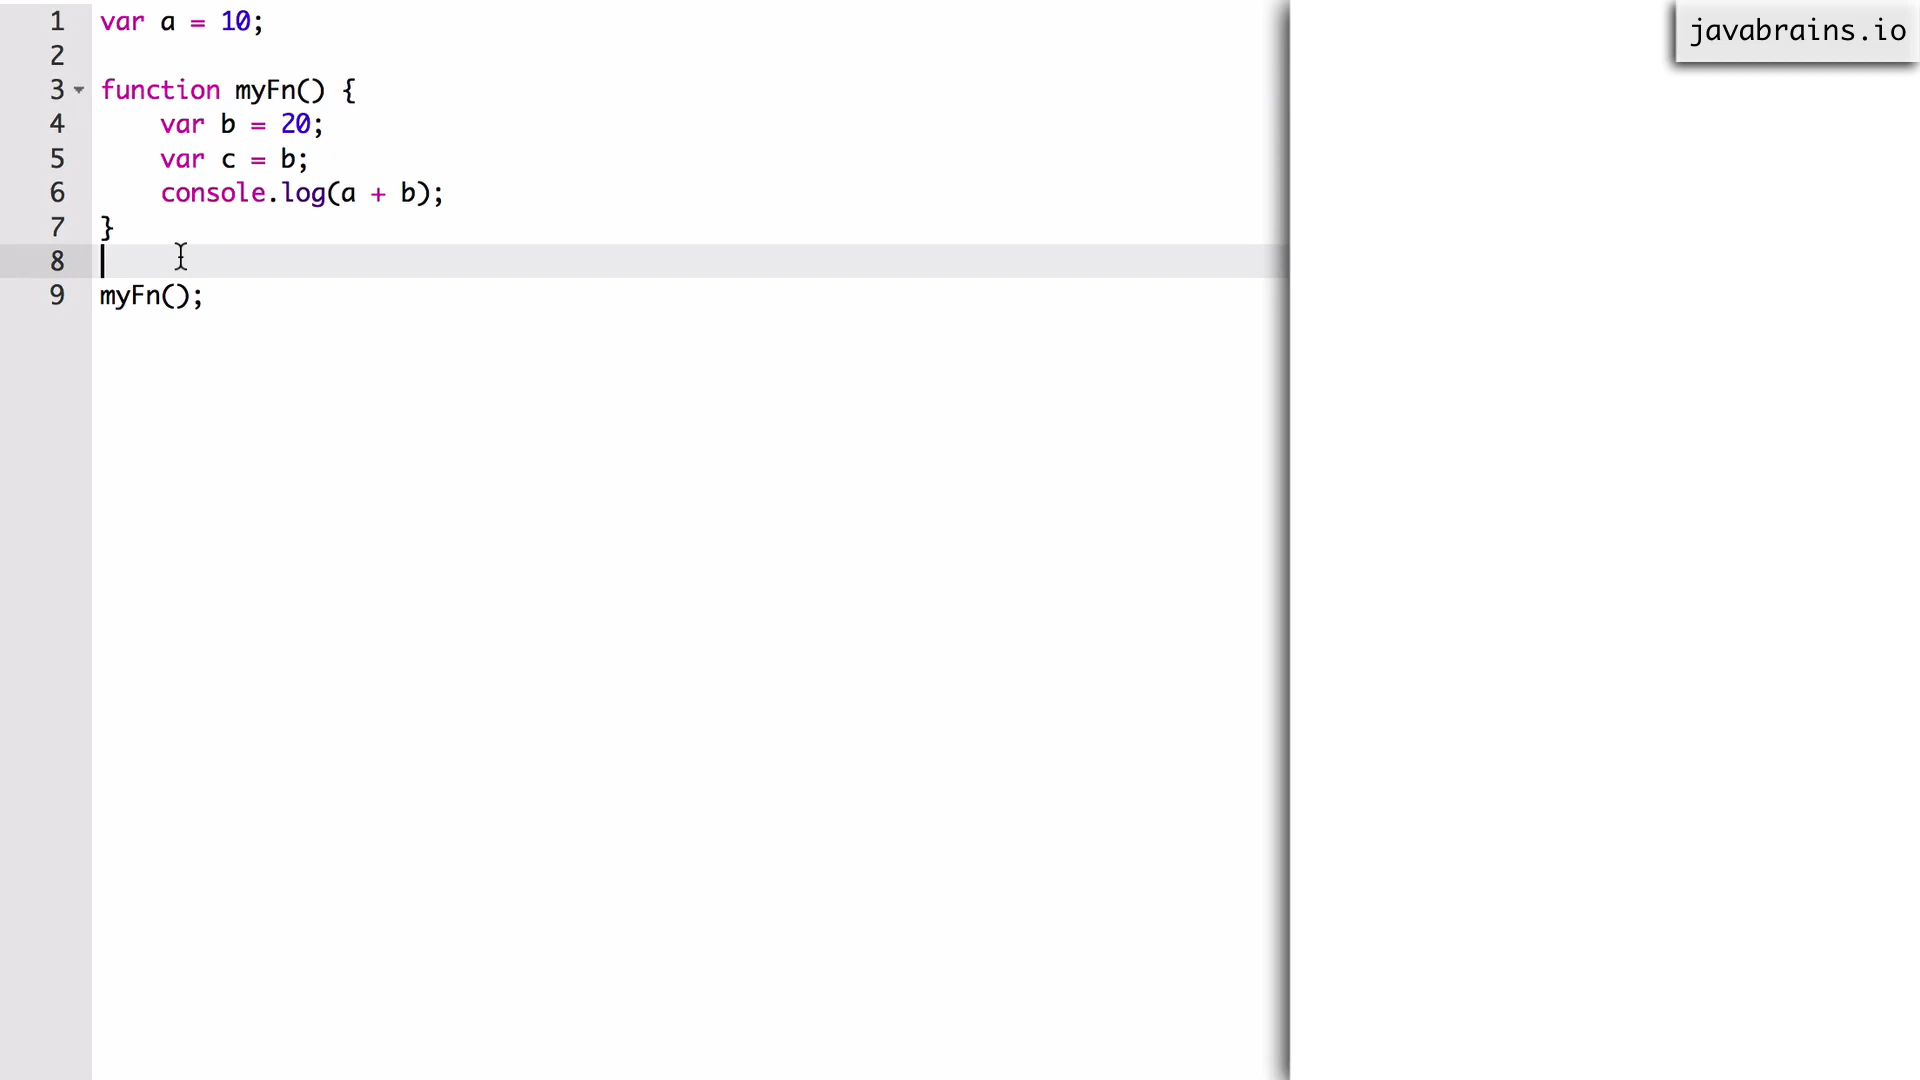 javabrains.io
1 var a = 10;
2
3 function myFn() {
4     var b = 20;
5     var c = b;
6     console.log(a + b);
7 }
8
9 myFn();